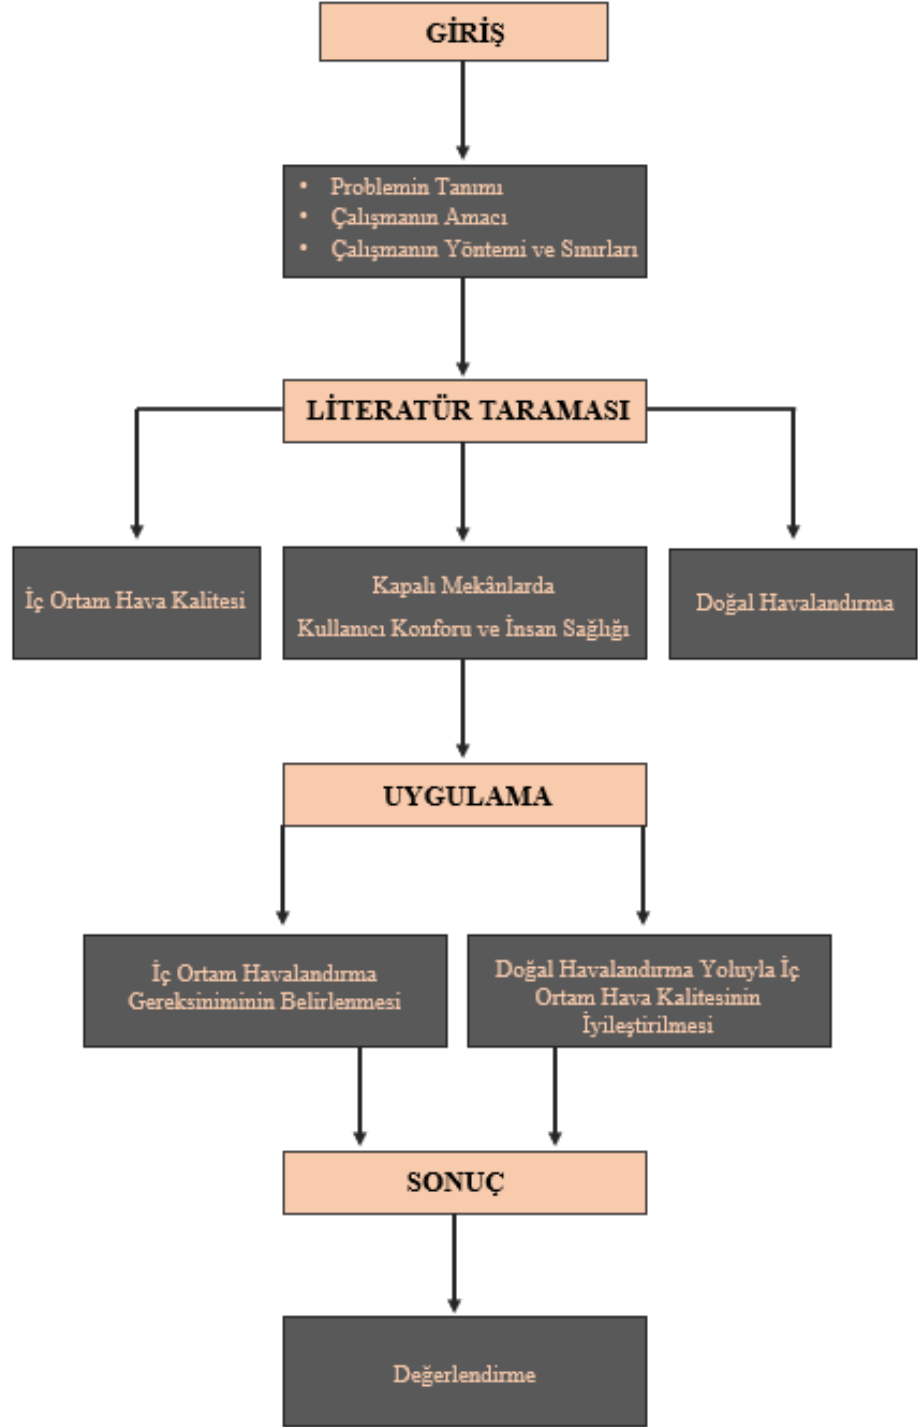 GİRİŞ
• Problemin Tanımı
• Çalışmanın Amacı
• Çalışmanın Yöntemi ve Sınırları
LİTERATÜR TARAMASI
İç Ortam Hava Kalitesi
Kapalı Mekânlarda
Kullanıcı Konforu ve İnsan Sağlığı
Doğal Havalandırma
UYGULAMA
İç Ortam Havalandırma
Gereksiniminin Belirlenmesi
Doğal Havalandırma Yoluyla İç
Ortam Hava Kalitesinin
İyileştirilmesi
SONUÇ
Değerlendirme